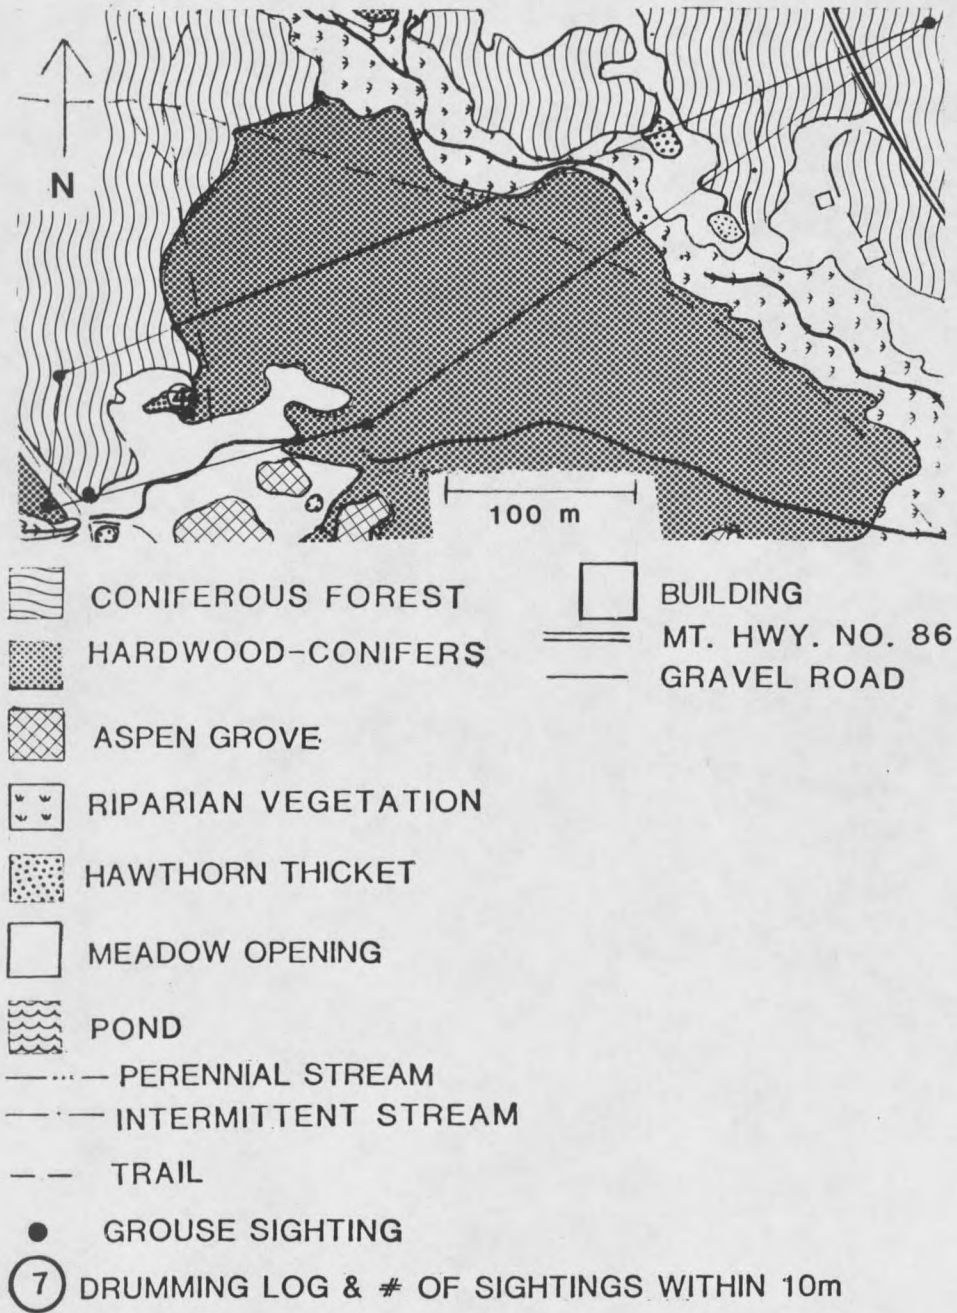 N
100 m
CONIFEROUS FOREST
HARDWOOD-CONIFERS
ASPEN GROVE
RIPARIAN VEGETATION
HAWTHORN THICKET
MEADOW OPENING
POND
PERENNIAL STREAM
INTERMITTENT STREAM
TRAIL
GROUSE SIGHTING
7 DRUMMING LOG & # OF SIGHTINGS WITHIN 10m
BUILDING
MT. HWY. NO. 86
GRAVEL ROAD